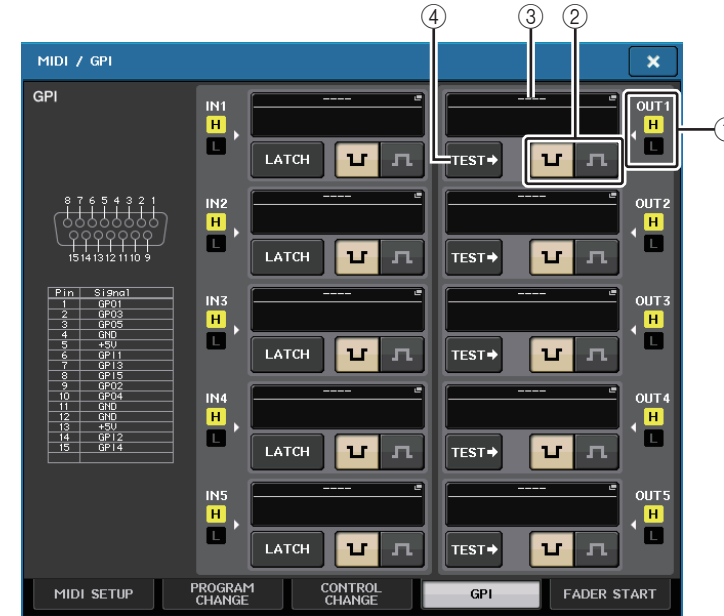 ④ ③ ②
MIDI / GPI
GPI
IN1 ---- ---- OUT1
H H
L L
LATCH TEST
IN2 ---- ---- OUT2
H H
L L
LATCH TEST
IN3 ---- ---- OUT3
H H
L L
LATCH TEST
IN4 ---- ---- OUT4
H H
L L
LATCH TEST
IN5 ---- ---- OUT5
H H
L L
LATCH TEST
8 7 6 5 4 3 2 1
15 14 13 12 11 10 9
Pin Signal
1 GPO1
2 GPO3
3 GPO5
4 GND
5 +5V
6 GPI1
7 GPI3
8 GPI5
9 GPO2
10 GPO4
11 GND
12 GND
13 +5V
14 GPI2
15 GPI4
MIDI SETUP
PROGRAM
CHANGE
CONTROL
CHANGE
GPI
FADER START